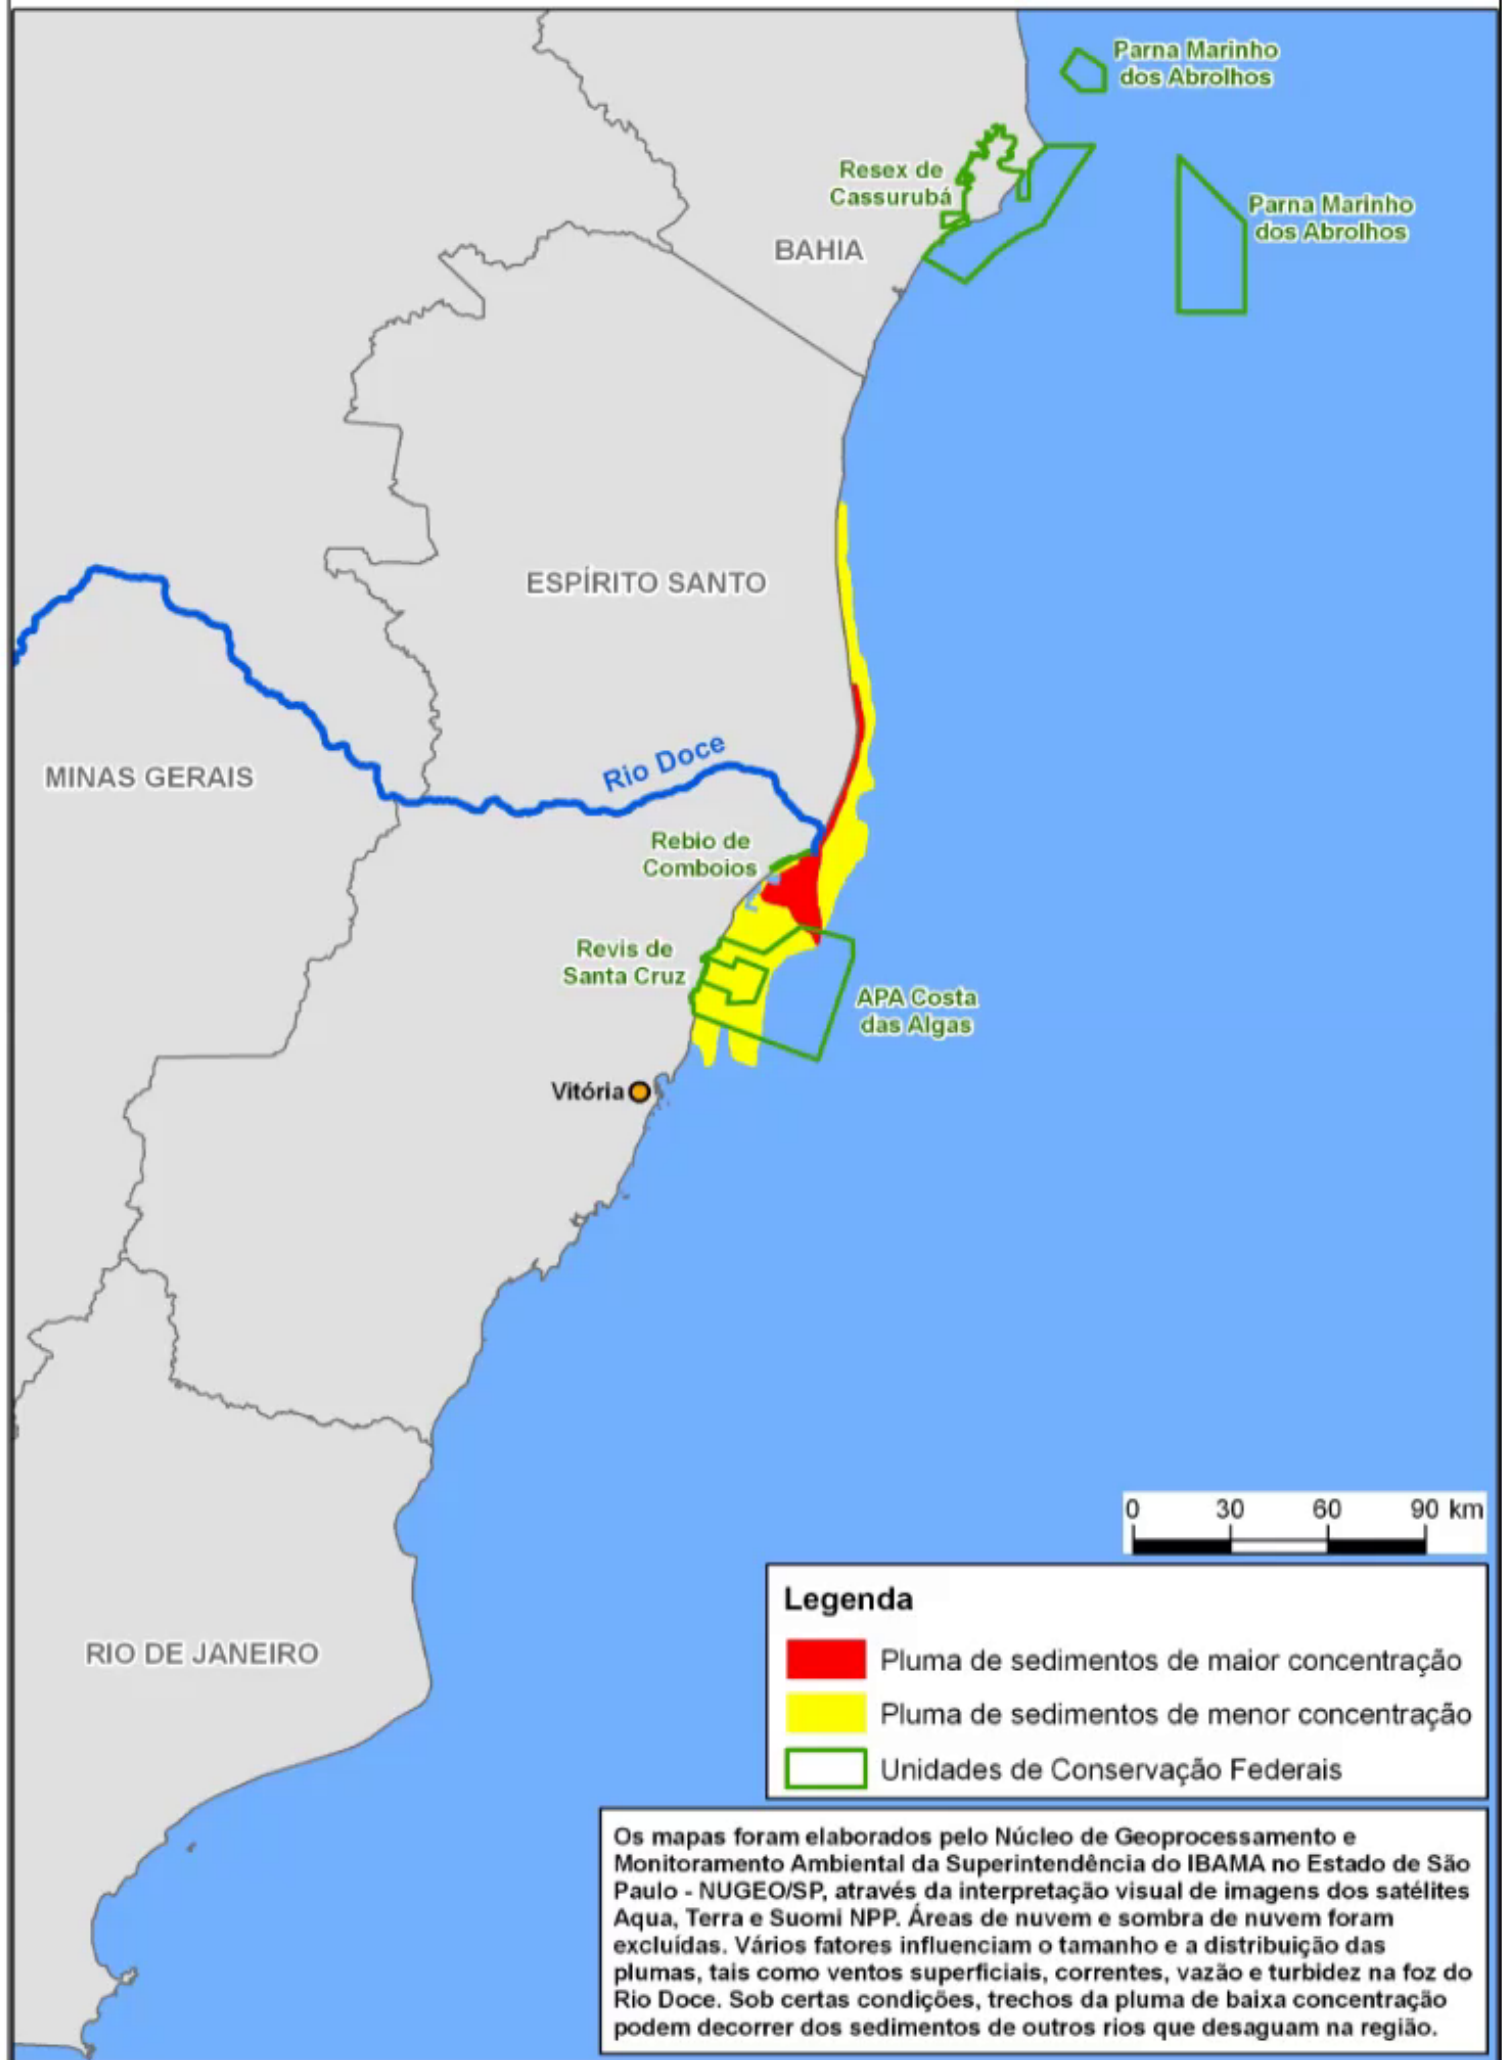 Parna Marinho
dos Abrolhos
Resex de
Cassurubá
Parna Marinho
dos Abrolhos
BAHIA
ESPÍRITO SANTO
MINAS GERAIS
Rio Doce
Rebio de
Comboios
Revis de
Santa Cruz
APA Costa
das Algas
Vitória
RIO DE JANEIRO
0 30 60 90 km
Legenda
Pluma de sedimentos de maior concentração
Pluma de sedimentos de menor concentração
Unidades de Conservação Federais
Os mapas foram elaborados pelo Núcleo de Geoprocessamento e
Monitoramento Ambiental da Superintendência do IBAMA no Estado de São
Paulo - NUGEO/SP, através da interpretação visual de imagens dos satélites
Aqua, Terra e Suomi NPP. Áreas de nuvem e sombra de nuvem foram
excluídas. Vários fatores influenciam o tamanho e a distribuição das
plumas, tais como ventos superficiais, correntes, vazão e turbidez na foz do
Rio Doce. Sob certas condições, trechos da pluma de baixa concentração
podem decorrer dos sedimentos de outros rios que desaguam na região.